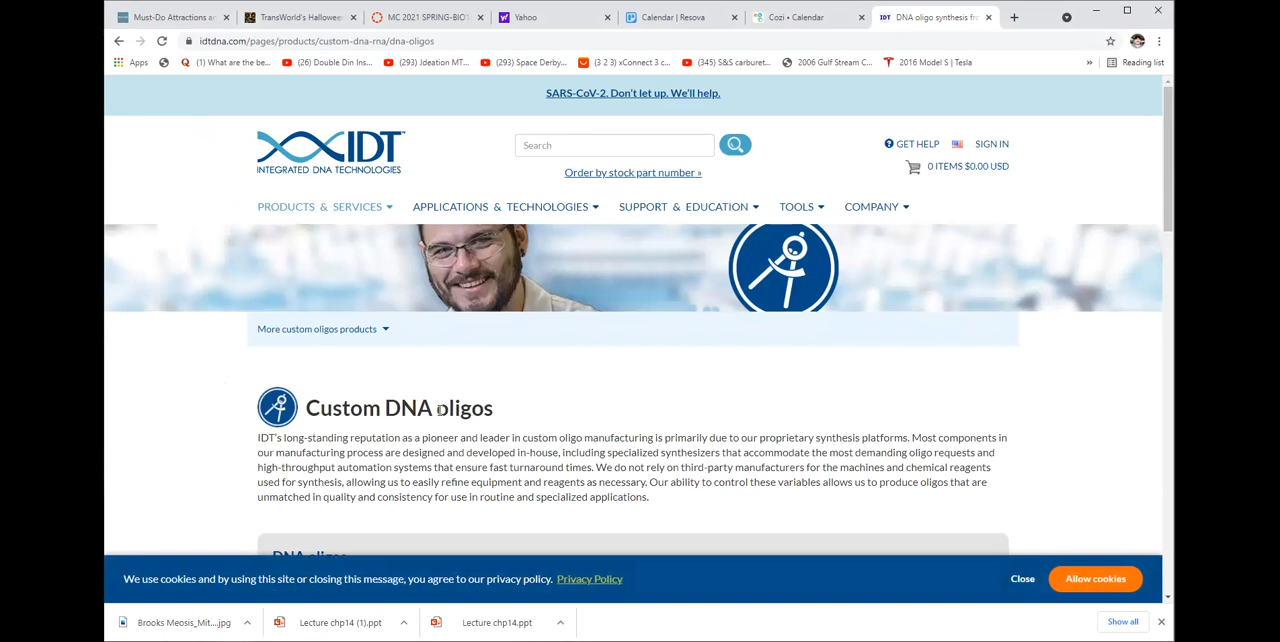 Must-Do Attractions a
TransWorld's Hallowee
MC 2021 SPRING-BIO1
Yahoo
Calendar | Resova
Cozi • Calendar
IDT DNA oligo synthesis fr
idtdna.com/pages/products/custom-dna-rna/dna-oligos
Apps
(1) What are the be...
(26) Double Din Ins...
(293) Jdeation MT...
(293) Space Derby...
(3 2 3) xConnect 3 c...
(345) S&S carburet...
2006 Gulf Stream C...
2016 Model S | Tesla
»
Reading list
SARS-CoV-2. Don't let up. We'll help.
IDT™
INTEGRATED DNA TECHNOLOGIES
Search
Order by stock part number »
GET HELP
SIGN IN
0 ITEMS $0.00 USD
PRODUCTS & SERVICES
APPLICATIONS & TECHNOLOGIES
SUPPORT & EDUCATION
TOOLS
COMPANY
More custom oligos products
Custom DNA oligos
IDT's long-standing reputation as a pioneer and leader in custom oligo manufacturing is primarily due to our proprietary synthesis platforms. Most components in
our manufacturing process are designed and developed in-house, including specialized synthesizers that accommodate the most demanding oligo requests and
high-throughput automation systems that ensure fast turnaround times. We do not rely on third-party manufacturers for the machines and chemical reagents
used for synthesis, allowing us to easily refine equipment and reagents as necessary. Our ability to control these variables allows us to produce oligos that are
unmatched in quality and consistency for use in routine and specialized applications.
DNA oligos
We use cookies and by using this site or closing this message, you agree to our privacy policy. Privacy Policy
Close
Allow cookies
Brooks Meosis_Mit....jpg
Lecture chp14 (1).ppt
Lecture chp14.ppt
Show all